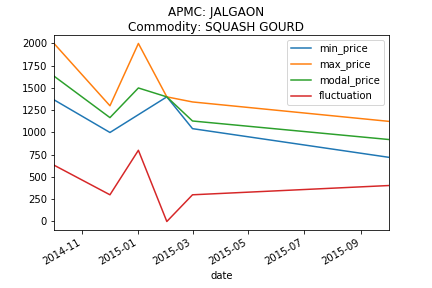 APMC: JALGAON
Commodity: SQUASH GOURD
2000
1750
1500
1250
1000
750
500
250
0
min_price
max_price
modal_price
fluctuation
2014-11
2015-01
2015-03
2015-05
2015-07
2015-09
date